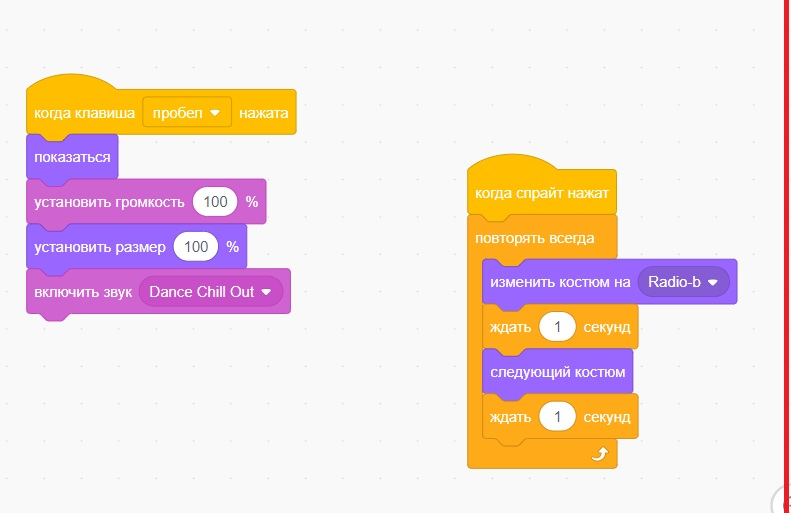 когда клавиша пробел нажата
показаться
установить громкость 100 %
установить размер 100 %
включить звук Dance Chill Out
когда спрайт нажат
повторять всегда
изменить костюм на Radio-b
ждать 1 секунд
следующий костюм
ждать 1 секунд